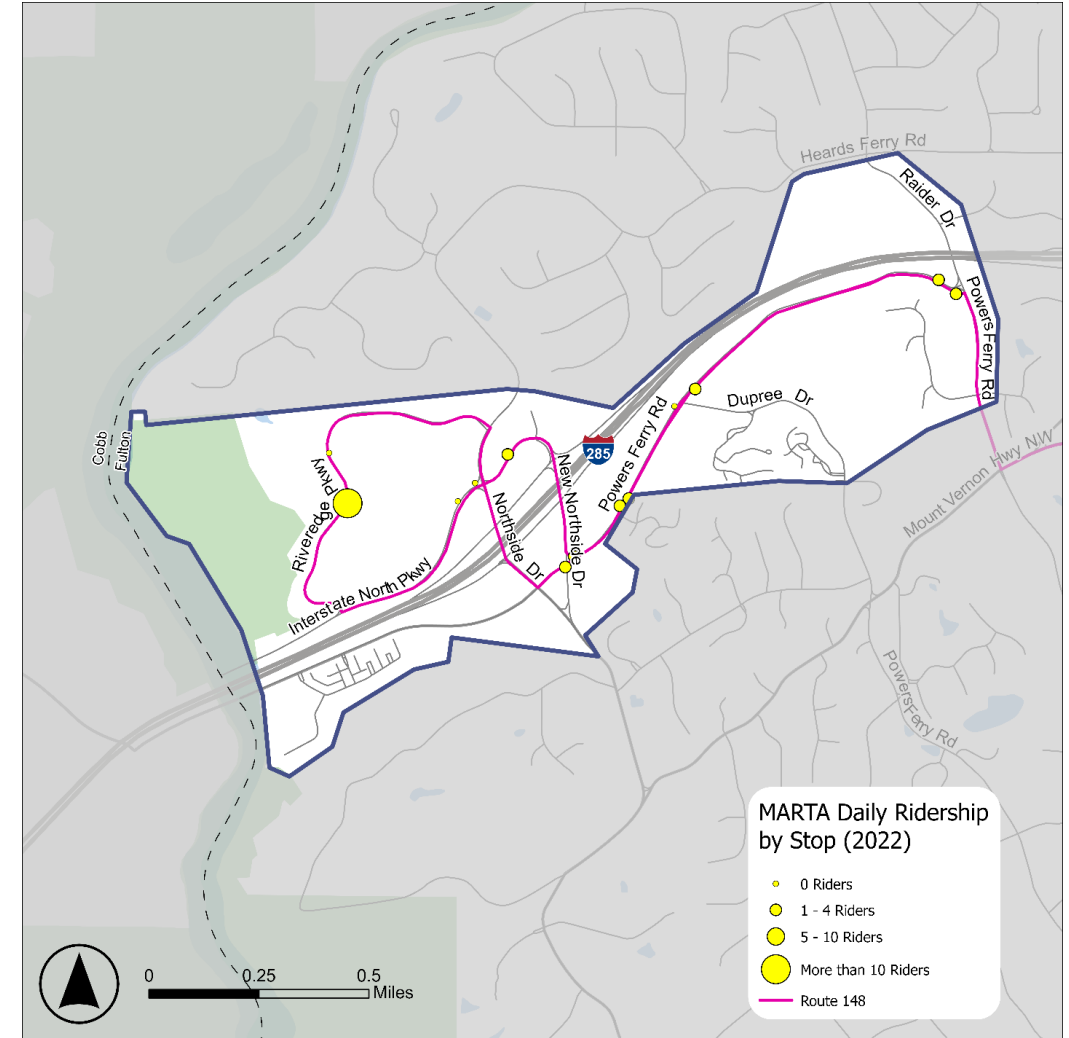 Heards Ferry Rd
Raider Dr
Powers Ferry Rd
Dupree Dr
Powers Ferry Rd
285
Mount Vernon Hwy NW
Cobb
Fulton
New Northside Dr
Northside Dr
Riveredge Pkwy
Interstate North Pkwy
Powers Ferry Rd
MARTA Daily Ridership
by Stop (2022)
0 Riders
1 - 4 Riders
5 - 10 Riders
More than 10 Riders
Route 148
0 0.25 0.5
Miles